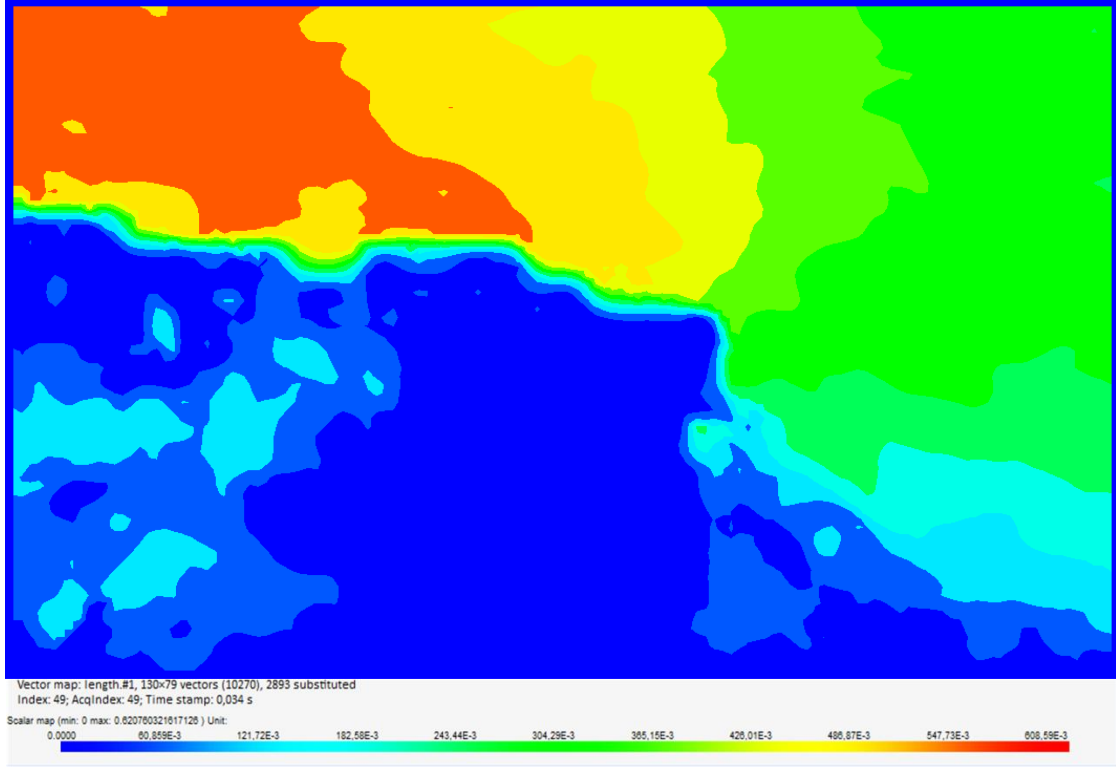 Vector map: length.#1, 130×79 vectors (10270), 2893 substituted
Index: 49; AcqIndex: 49; Time stamp: 0,034 s
Scalar map (min: 0 max: 0.620760321617126 ) Unit:
0.0000 60,859E-3 121,72E-3 182,58E-3 243,44E-3 304,29E-3 365,15E-3 426,01E-3 486,87E-3 547,73E-3 608,59E-3